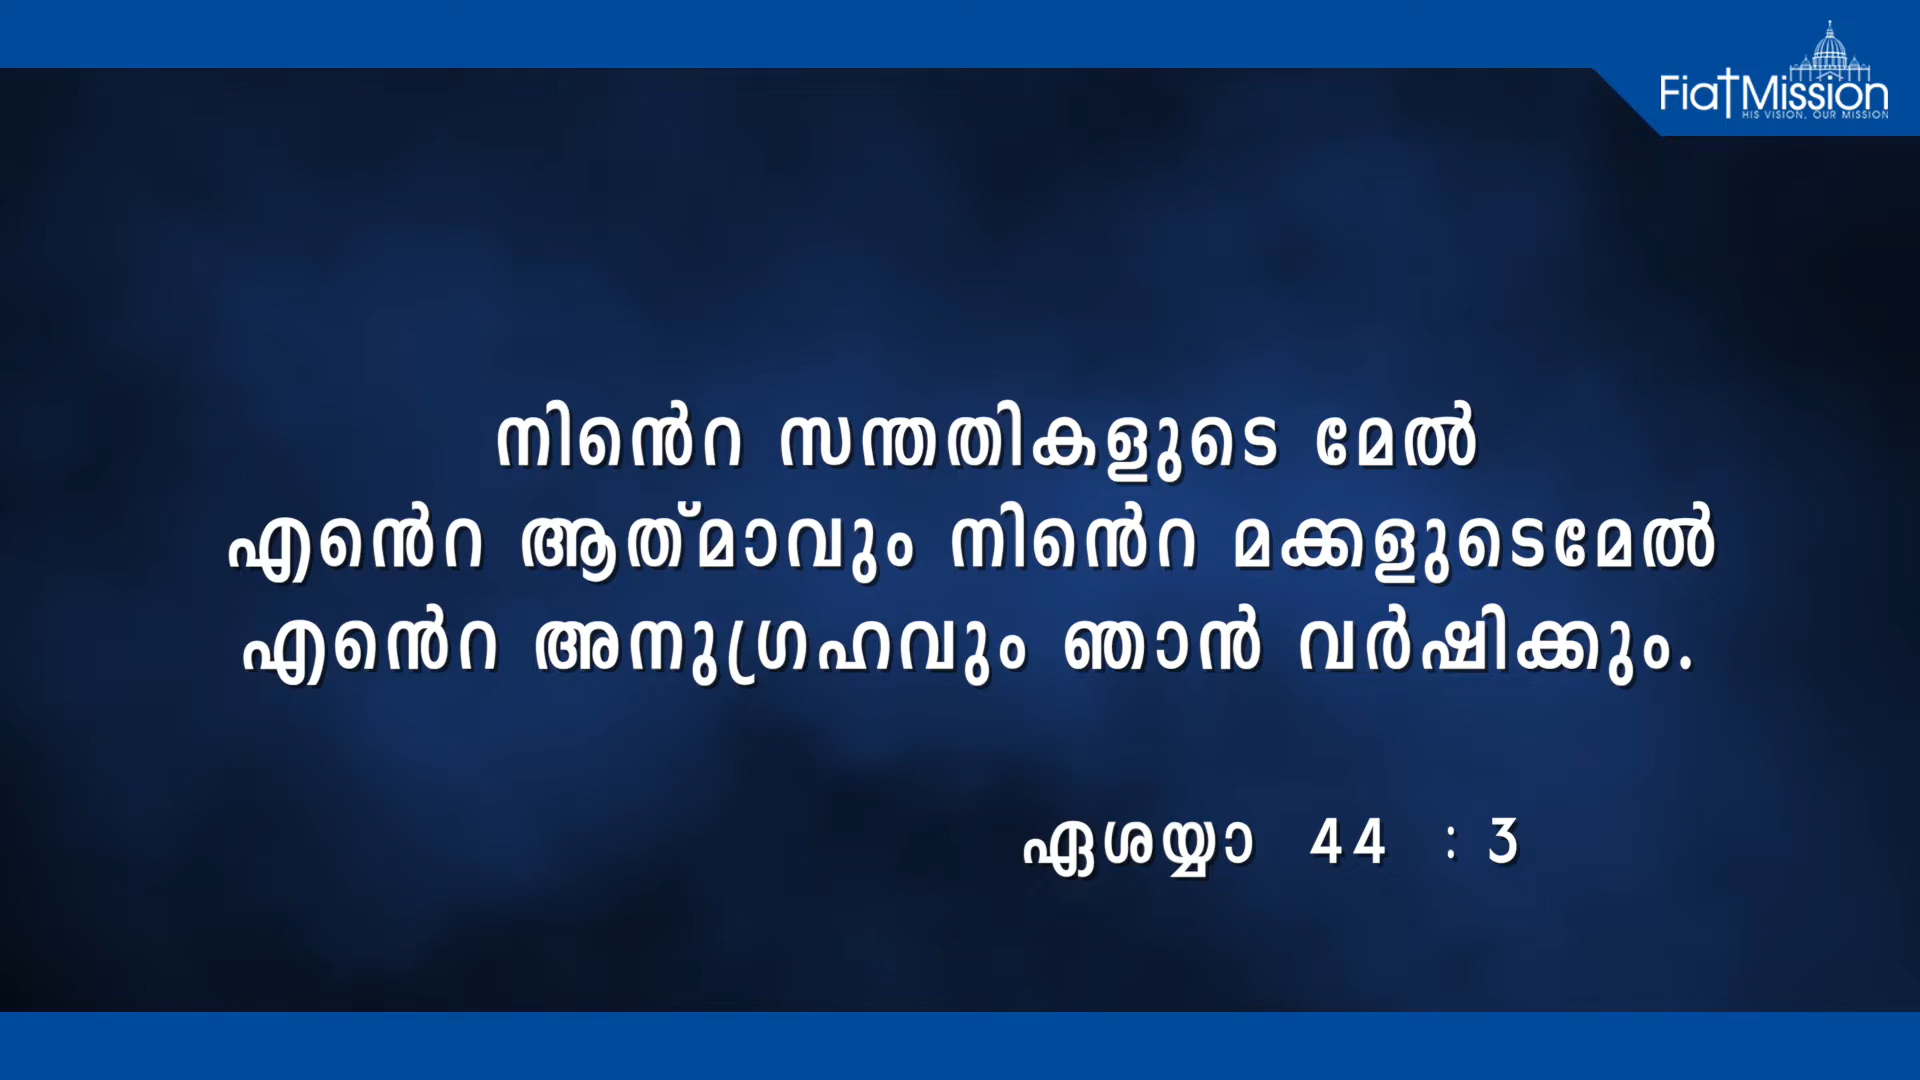 FiatMission
HIS VISION, OUR MISSION
നിൻെറ സന്തതികളുടെ മേൽ
എൻെറ ആത്മാവും നിൻെറ മക്കളുടെമേൽ
എൻെറ അനുഗ്രഹവും ഞാൻ വർഷിക്കും.
ഏശയ്യാ 44 : 3